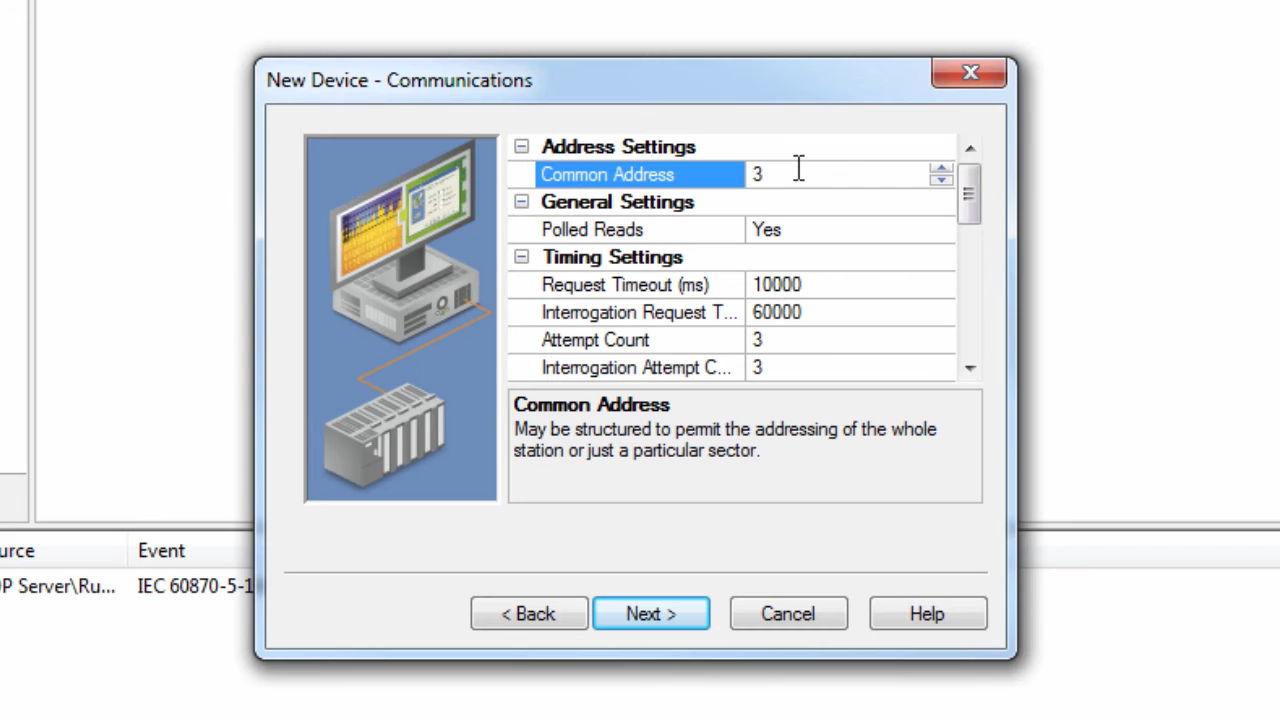 New Device - Communications
Address Settings
Common Address 3
General Settings
Polled Reads Yes
Timing Settings
Request Timeout (ms) 10000
Interrogation Request T... 60000
Attempt Count 3
Interrogation Attempt C... 3
Common Address
May be structured to permit the addressing of the whole
station or just a particular sector.
urce Event
P Server\Ru... IEC 60870-5-1
< Back Next > Cancel Help